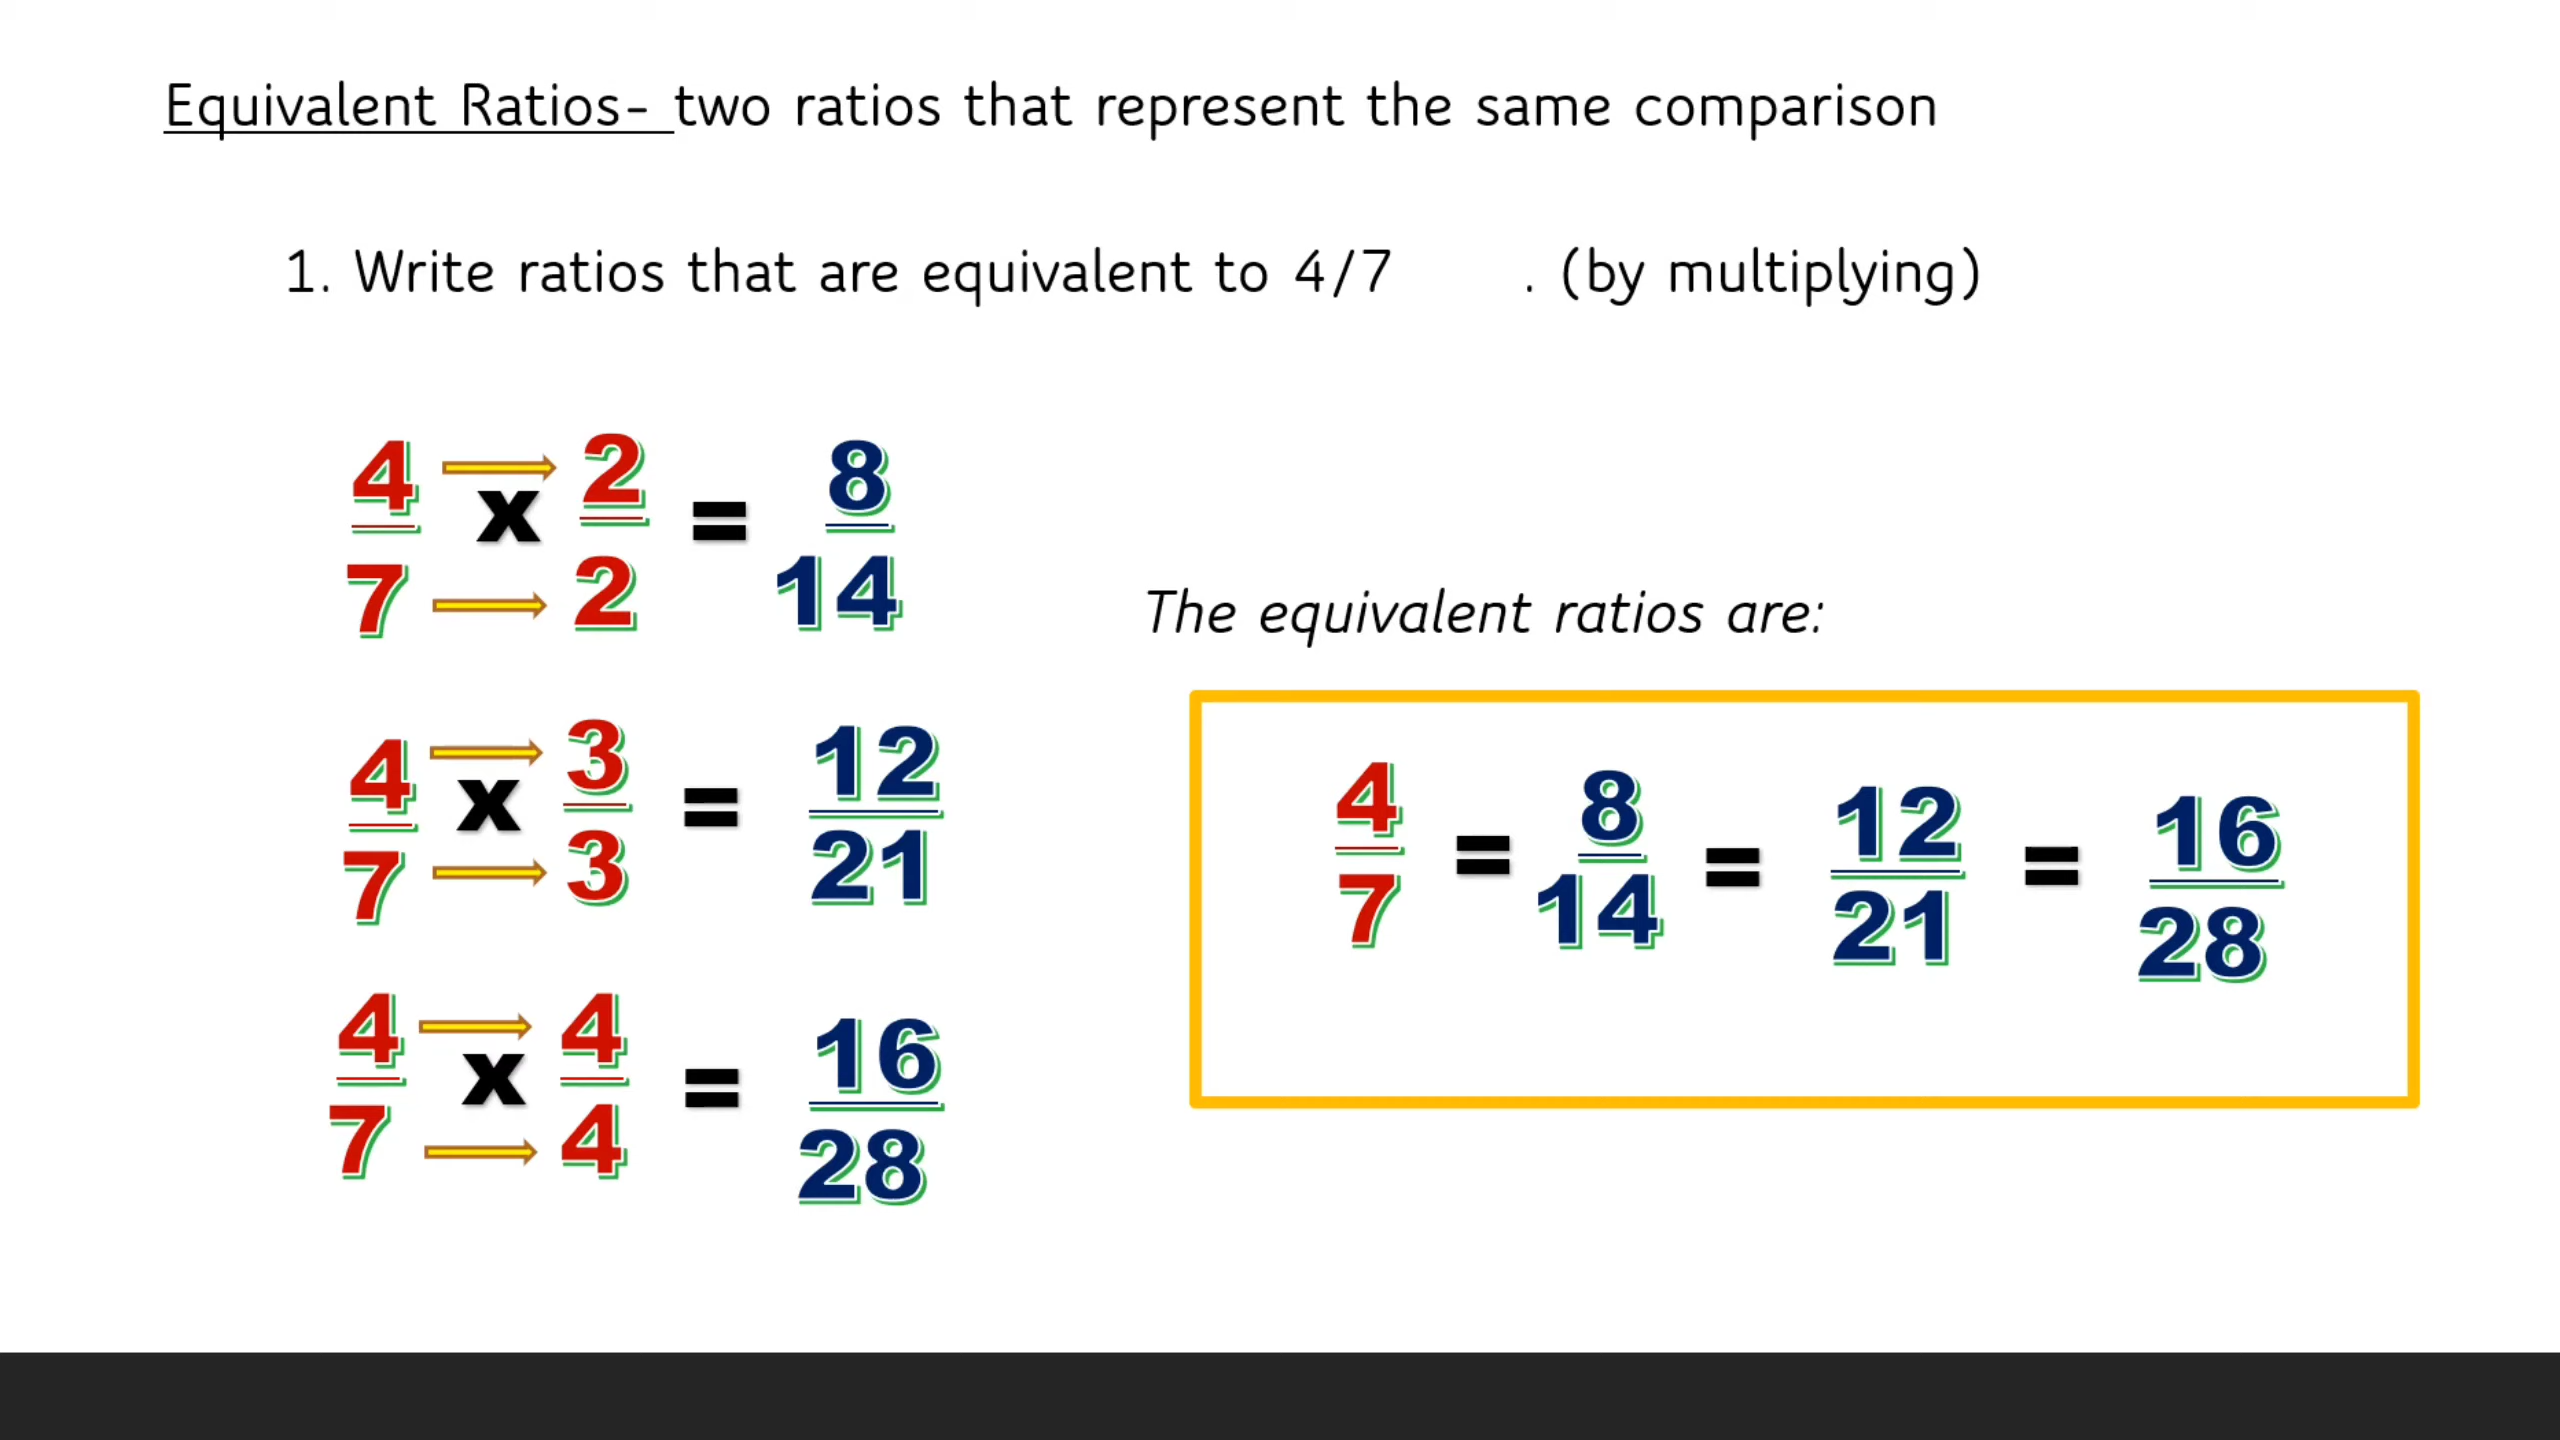 Equivalent Ratios- two ratios that represent the same comparison
1. Write ratios that are equivalent to 4/7 . (by multiplying)
4 2 8
x =
7 2 14
The equivalent ratios are:
4 3 12
x =
7 3 21
4 8 12 16
= = =
7 14 21 28
4 4 16
x =
7 4 28